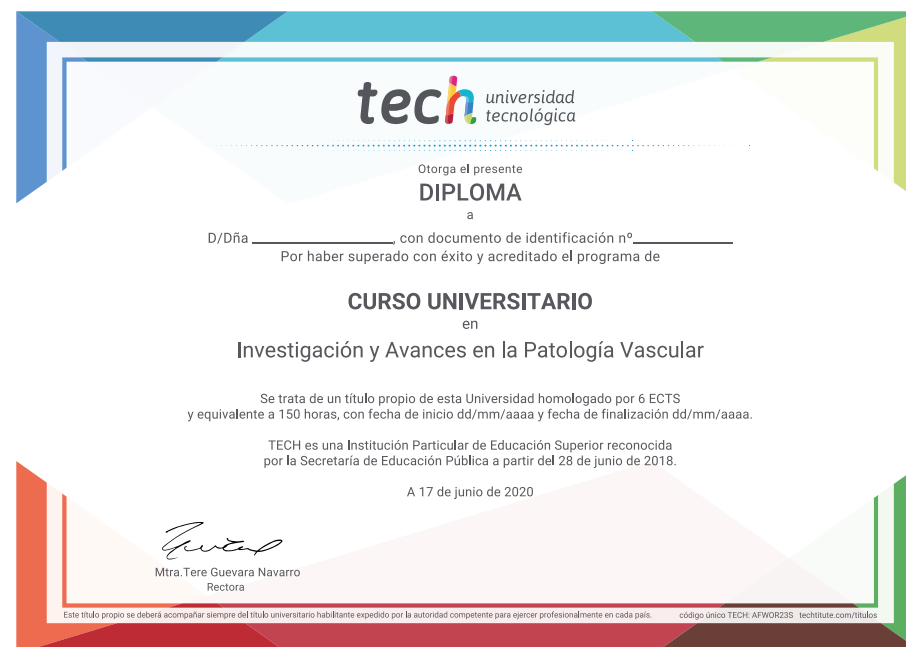 tech universidad
tecnológica
Otorga el presente
DIPLOMA
a
D/Dña ____________________, con documento de identificación nº______________
Por haber superado con éxito y acreditado el programa de
CURSO UNIVERSITARIO
en
Investigación y Avances en la Patología Vascular
Se trata de un título propio de esta Universidad homologado por 6 ECTS
y equivalente a 150 horas, con fecha de inicio dd/mm/aaaa y fecha de finalización dd/mm/aaaa.
TECH es una Institución Particular de Educación Superior reconocida
por la Secretaría de Educación Pública a partir del 28 de junio de 2018.
A 17 de junio de 2020
Mtra.Tere Guevara Navarro
Rectora
Este título propio se deberá acompañar siempre del título universitario habilitante expedido por la autoridad competente para ejercer profesionalmente en cada país. código único TECH: AFWOR23S techtitute.com/titulos